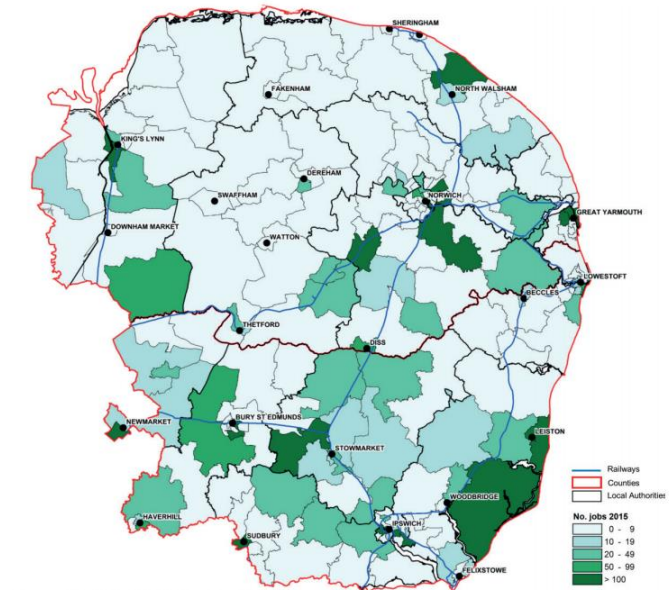 SHERINGHAM
FAKENHAM
NORTH WALSHAM
KING'S LYNN
DEREHAM
SWAFFHAM
NORWICH
GREAT YARMOUTH
DOWNHAM MARKET
WATTON
LOWESTOFT
BECCLES
THETFORD
DISS
NEWMARKET
BURY ST EDMUNDS
LEISTON
STOWMARKET
Railways
Counties
Local Authorities
WOODBRIDGE
No. jobs 2015
HAVERHILL
IPSWICH
0 - 9
10 - 19
SUDBURY
20 - 49
50 - 99
FELIXSTOWE
> 100